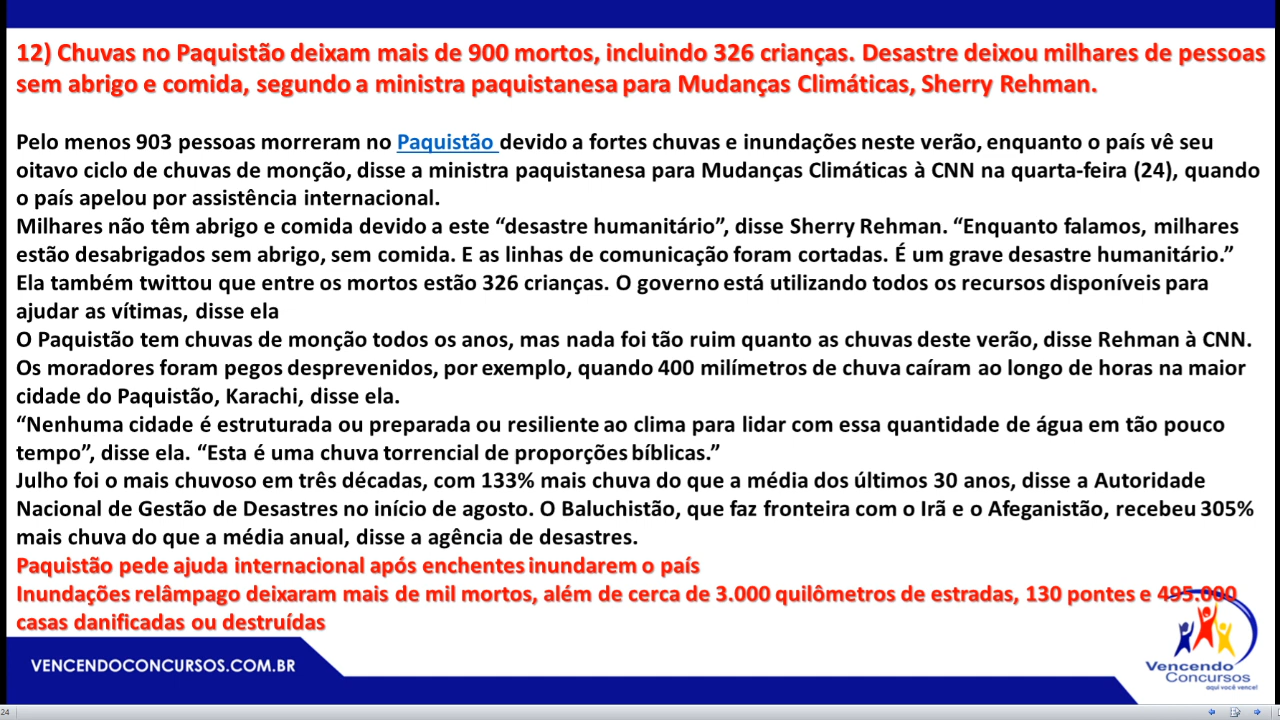 12) Chuvas no Paquistão deixam mais de 900 mortos, incluindo 326 crianças. Desastre deixou milhares de pessoas
sem abrigo e comida, segundo a ministra paquistanesa para Mudanças Climáticas, Sherry Rehman.
Pelo menos 903 pessoas morreram no Paquistão devido a fortes chuvas e inundações neste verão, enquanto o país vê seu
oitavo ciclo de chuvas de monção, disse a ministra paquistanesa para Mudanças Climáticas à CNN na quarta-feira (24), quando
o país apelou por assistência internacional.
Milhares não têm abrigo e comida devido a este “desastre humanitário”, disse Sherry Rehman. “Enquanto falamos, milhares
estão desabrigados sem abrigo, sem comida. E as linhas de comunicação foram cortadas. É um grave desastre humanitário.”
Ela também twittou que entre os mortos estão 326 crianças. O governo está utilizando todos os recursos disponíveis para
ajudar as vítimas, disse ela
O Paquistão tem chuvas de monção todos os anos, mas nada foi tão ruim quanto as chuvas deste verão, disse Rehman à CNN.
Os moradores foram pegos desprevenidos, por exemplo, quando 400 milímetros de chuva caíram ao longo de horas na maior
cidade do Paquistão, Karachi, disse ela.
“Nenhuma cidade é estruturada ou preparada ou resiliente ao clima para lidar com essa quantidade de água em tão pouco
tempo”, disse ela. “Esta é uma chuva torrencial de proporções bíblicas.”
Julho foi o mais chuvoso em três décadas, com 133% mais chuva do que a média dos últimos 30 anos, disse a Autoridade
Nacional de Gestão de Desastres no início de agosto. O Baluchistão, que faz fronteira com o Irã e o Afeganistão, recebeu 305%
mais chuva do que a média anual, disse a agência de desastres.
Paquistão pede ajuda internacional após enchentes inundarem o país
Inundações relâmpago deixaram mais de mil mortos, além de cerca de 3.000 quilômetros de estradas, 130 pontes e 495.000
casas danificadas ou destruídas
VENCENDOCONCURSOS.COM.BR
Vencendo
Concursos
aqui você vence!
24